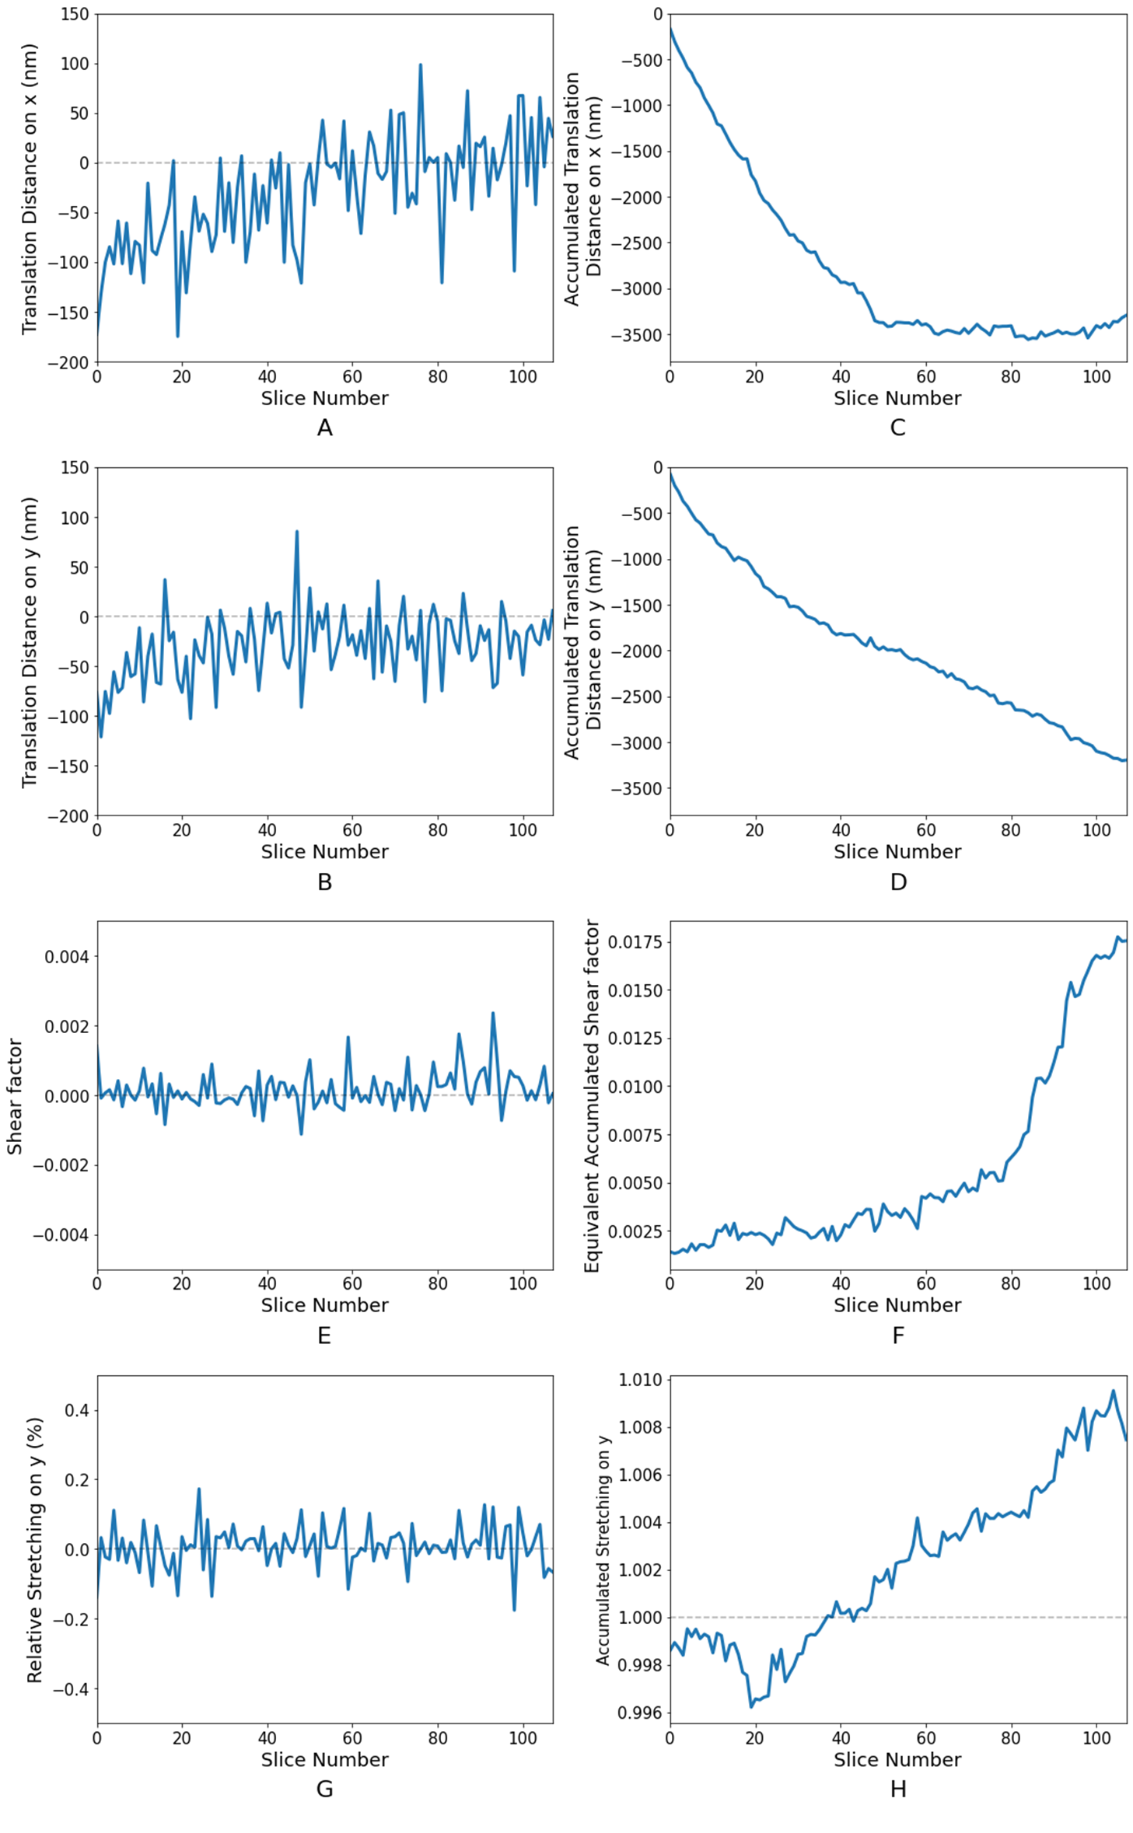 150
100
50
0
−50
−100
−150
−200
Translation Distance on x (nm)
0 20 40 60 80 100
Slice Number
A
0
−500
−1000
−1500
−2000
−2500
−3000
−3500
Accumulated Translation
Distance on x (nm)
0 20 40 60 80 100
Slice Number
C
150
100
50
0
−50
−100
−150
−200
Translation Distance on y (nm)
0 20 40 60 80 100
Slice Number
B
0
−500
−1000
−1500
−2000
−2500
−3000
−3500
Accumulated Translation
Distance on y (nm)
0 20 40 60 80 100
Slice Number
D
0.004
0.002
0.000
−0.002
−0.004
Shear factor
0 20 40 60 80 100
Slice Number
E
0.0175
0.0150
0.0125
0.0100
0.0075
0.0050
0.0025
Equivalent Accumulated Shear factor
0 20 40 60 80 100
Slice Number
F
0.4
0.2
0.0
−0.2
−0.4
Relative Stretching on y (%)
0 20 40 60 80 100
Slice Number
G
1.010
1.008
1.006
1.004
1.002
1.000
0.998
0.996
Accumulated Stretching on y
0 20 40 60 80 100
Slice Number
H